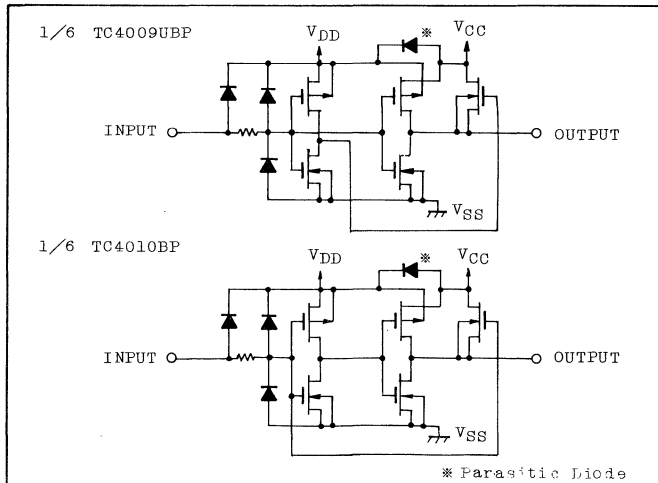 1/6 TC4009UBP
VDD ※ VCC
INPUT OUTPUT
VSS
1/6 TC4010BP
VDD ※ VCC
INPUT OUTPUT
VSS
※ Parasitic Diode